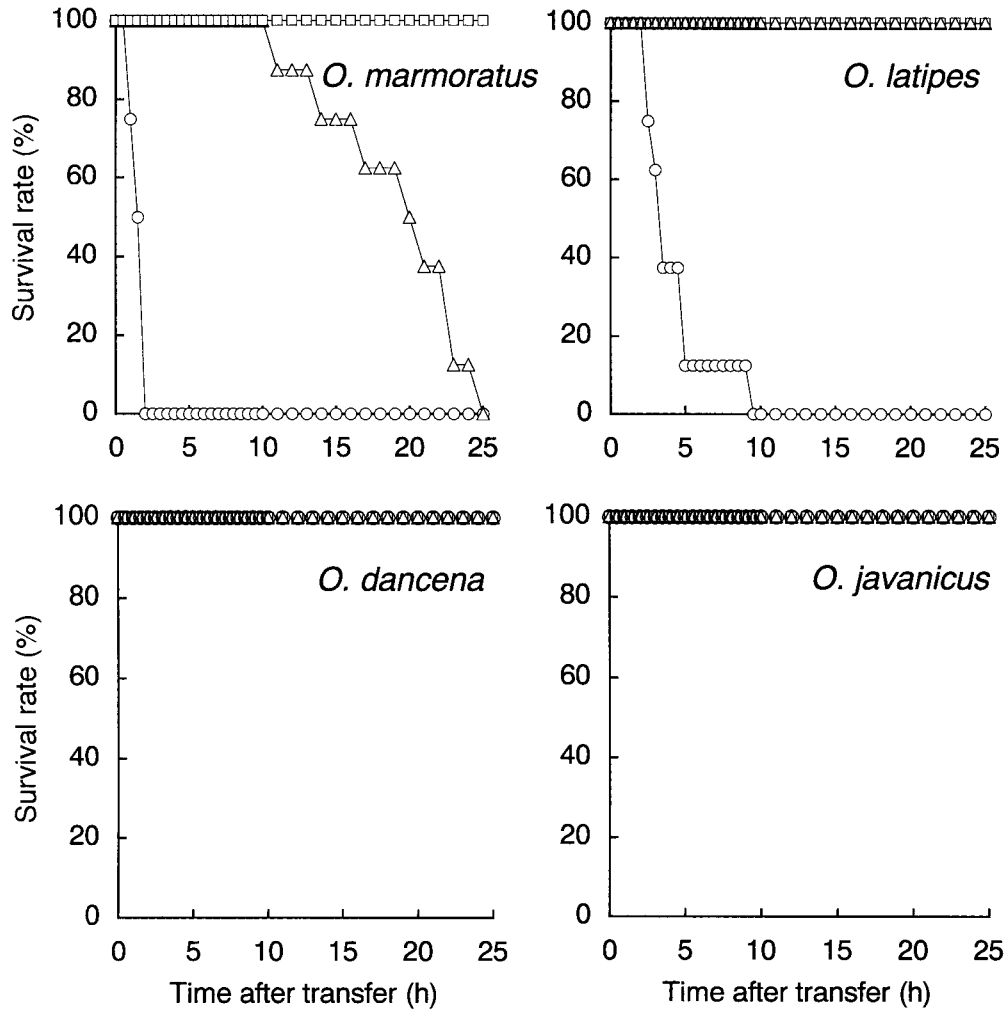 100
80
60
40
20
0
Survival rate (%)
O. marmoratus
0 5 10 15 20 25
100
80
60
40
20
0
O. latipes
0 5 10 15 20 25
100
80
60
40
20
0
Survival rate (%)
O. dancena
0 5 10 15 20 25
Time after transfer (h)
100
80
60
40
20
0
O. javanicus
0 5 10 15 20 25
Time after transfer (h)